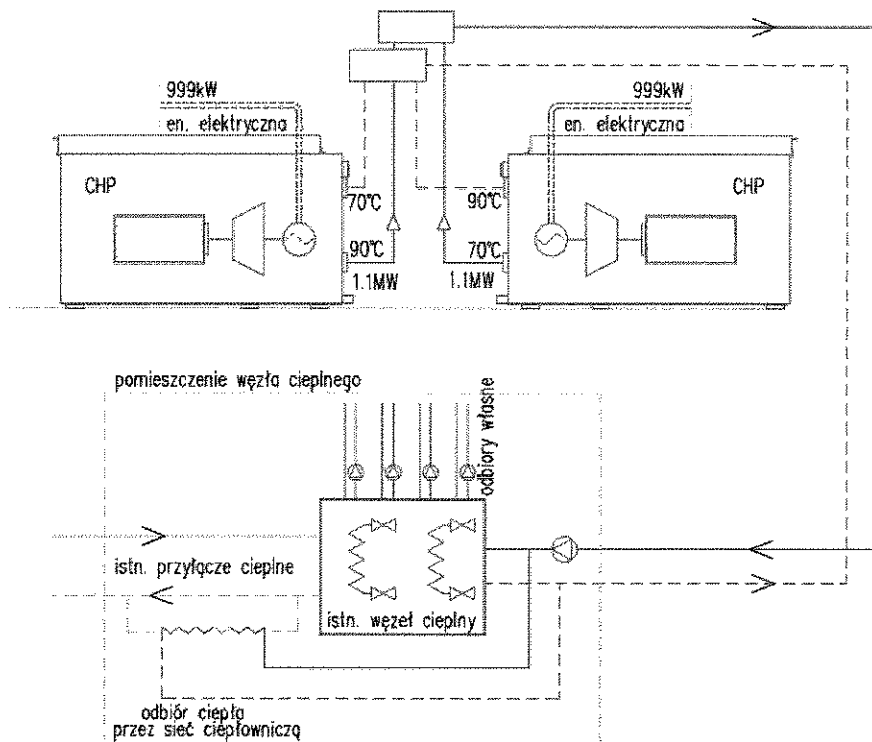 999kW
en. elektryczna
999kW
en. elektryczna
CHP
CHP
70°C
90°C
90°C
70°C
1.1MW
1.1MW
pomieszczenie węzła cieplnego
odbiory własne
istn. przyłącze cieplne
istn. węzeł cieplny
odbiór ciepła
przez sieć ciepłowniczą